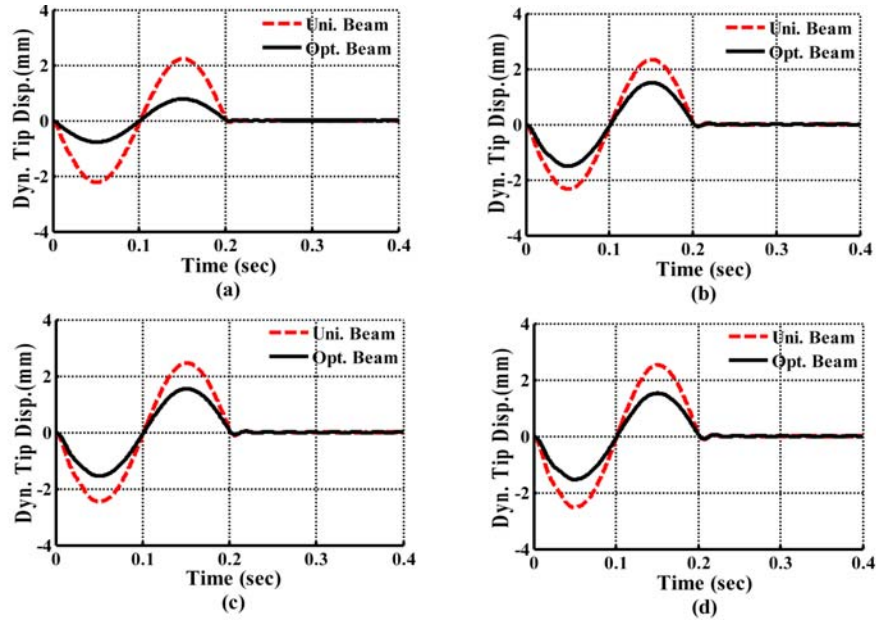 Dyn. Tip Disp.(mm)
4
2
0
-2
-4
Uni. Beam
Opt. Beam
0
0.1
0.2
0.3
0.4
Time (sec)
(a)
Dyn. Tip Disp.(mm)
4
2
0
-2
-4
Uni. Beam
Opt. Beam
0
0.1
0.2
0.3
0.4
Time (sec)
(b)
Dyn. Tip Disp.(mm)
4
2
0
-2
-4
Uni. Beam
Opt. Beam
0
0.1
0.2
0.3
0.4
Time (sec)
(c)
Dyn. Tip Disp.(mm)
4
2
0
-2
-4
Uni. Beam
Opt. Beam
0
0.1
0.2
0.3
0.4
Time (sec)
(d)